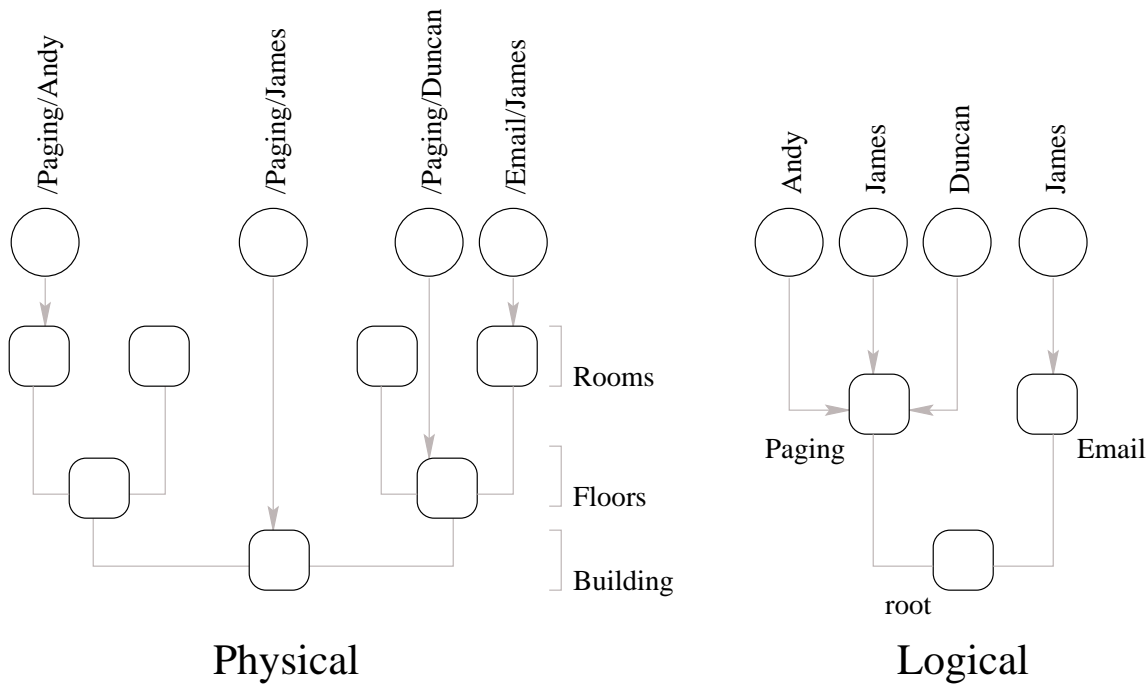 /Paging/Andy
/Paging/James
/Paging/Duncan
/Email/James
Andy
James
Duncan
James
Rooms
Floors
Building
Paging
Email
root
Physical
Logical